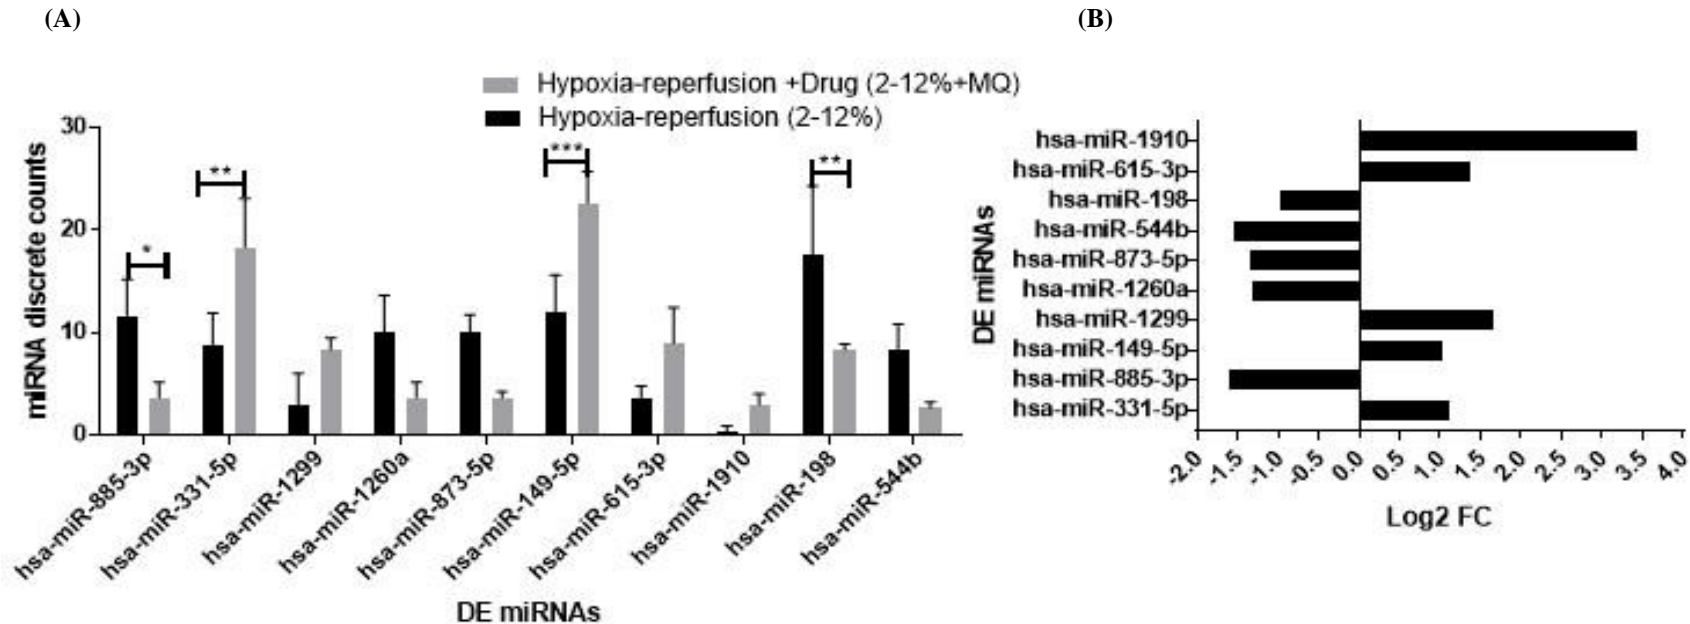 (A)
(B)
Hypoxia-reperfusion +Drug (2-12%+MQ)
Hypoxia-reperfusion (2-12%)
miRNA discrete counts
30
20
10
0
*
**
***
**
hsa-miR-885-3p
hsa-miR-331-5p
hsa-miR-1299
hsa-miR-1260a
hsa-miR-873-5p
hsa-miR-149-5p
hsa-miR-615-3p
hsa-miR-1910
hsa-miR-198
hsa-miR-544b
DE miRNAs
DE miRNAs
hsa-miR-1910
hsa-miR-615-3p
hsa-miR-198
hsa-miR-544b
hsa-miR-873-5p
hsa-miR-1260a
hsa-miR-1299
hsa-miR-149-5p
hsa-miR-885-3p
hsa-miR-331-5p
-2.0 -1.5 -1.0 -0.5 0.0 0.5 1.0 1.5 2.0 2.5 3.0 3.5 4.0
Log2 FC